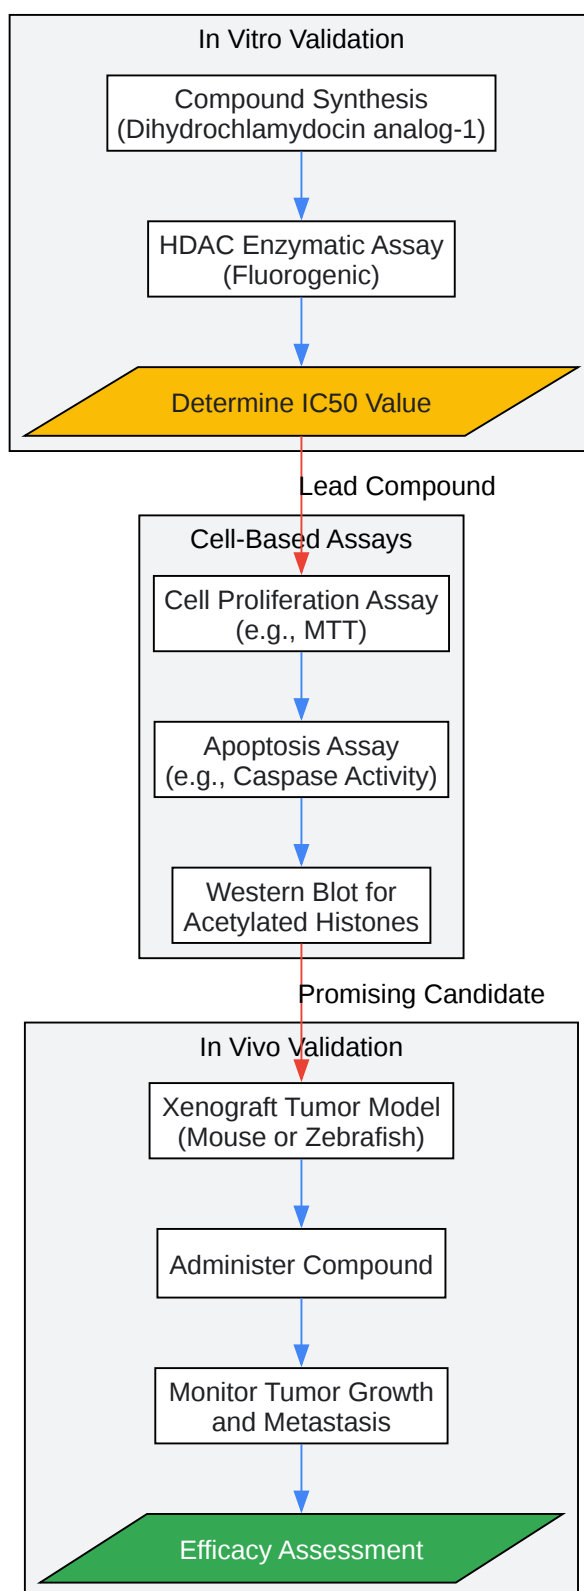 In Vitro Validation
Compound Synthesis
(Dihydrochlamydocin analog-1)
HDAC Enzymatic Assay
(Fluorogenic)
Determine IC50 Value
Lead Compound
Cell-Based Assays
Cell Proliferation Assay
(e.g., MTT)
Apoptosis Assay
(e.g., Caspase Activity)
Western Blot for
Acetylated Histones
Promising Candidate
In Vivo Validation
Xenograft Tumor Model
(Mouse or Zebrafish)
Administer Compound
Monitor Tumor Growth
and Metastasis
Efficacy Assessment